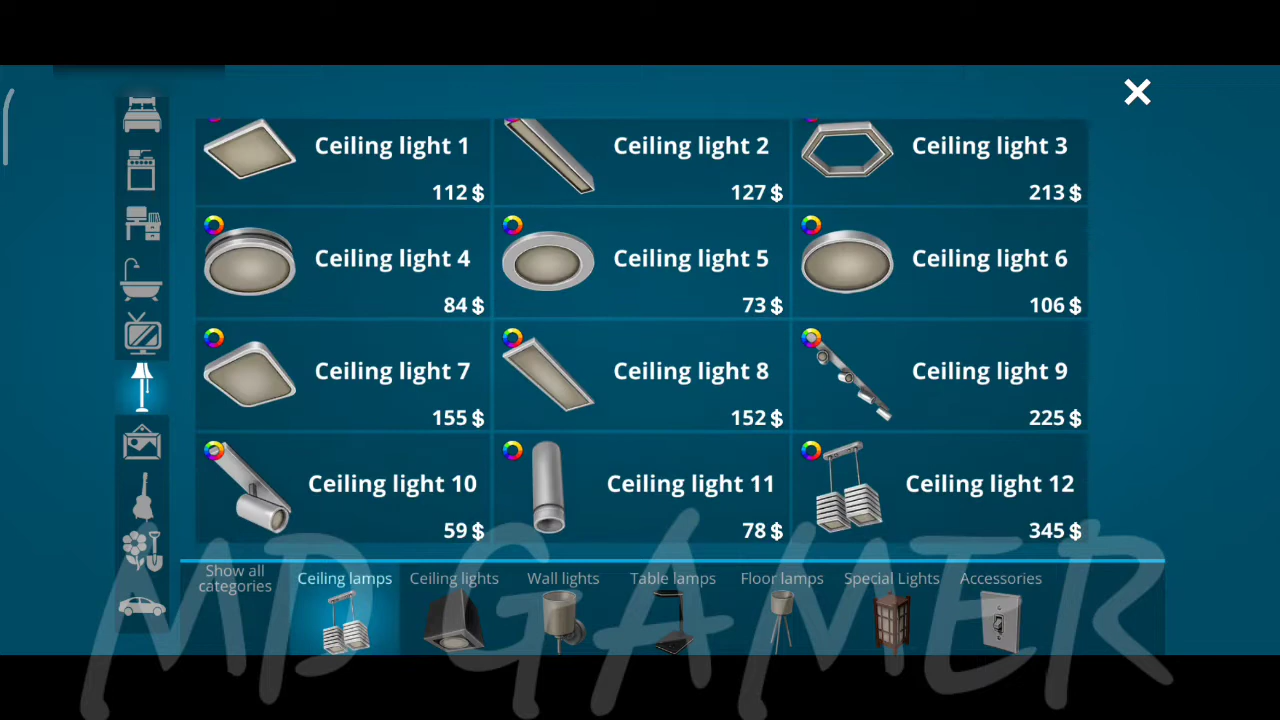 Ceiling light 1
112 $
Ceiling light 2
127 $
Ceiling light 3
213 $
Ceiling light 4
84 $
Ceiling light 5
73 $
Ceiling light 6
106 $
Ceiling light 7
155 $
Ceiling light 8
152 $
Ceiling light 9
225 $
Ceiling light 10
59 $
Ceiling light 11
78 $
Ceiling light 12
345 $
Show all
categories
Ceiling lamps
Ceiling lights
Wall lights
Table lamps
Floor lamps
Special Lights
Accessories
MD GAMER